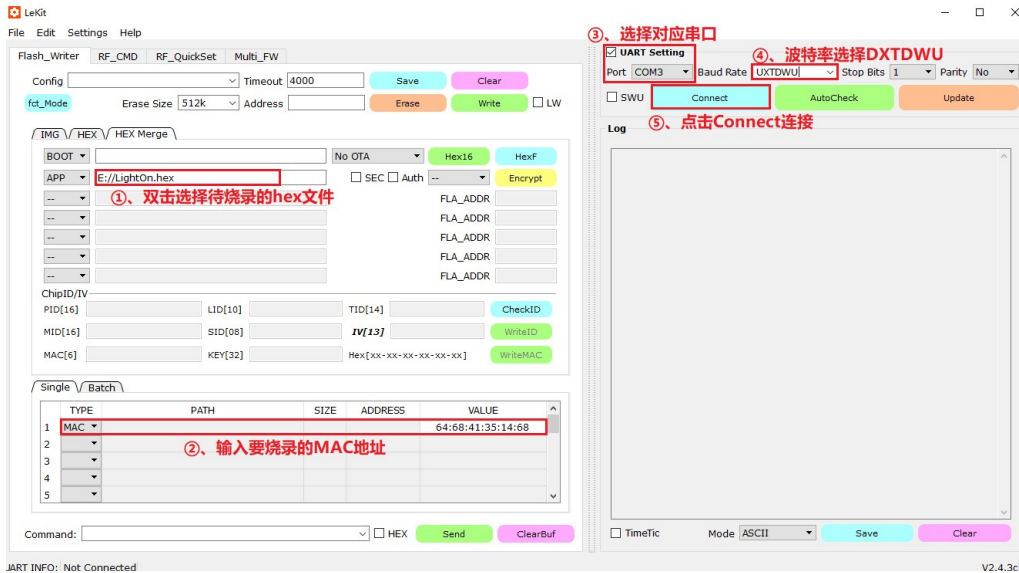 LeKit
File Edit Settings Help
③、选择对应串口
Flash_Writer RF_CMD RF_QuickSet Multi_FW
UART Setting
④、波特率选择DXTDWU
Config Timeout 4000 Save Clear
Port COM3 Baud Rate UXTDWU Stop Bits 1 Parity No
fct_Mode Erase Size 512k Address Erase Write LW
SWU Connect AutoCheck Update
⑤、点击Connect连接
IMG HEX HEX Merge
Log
BOOT No OTA Hex16 HexF
APP E://LightOn.hex SEC Auth -- Encrypt
①、双击选择待烧录的hex文件
-- FLA_ADDR
-- FLA_ADDR
-- FLA_ADDR
-- FLA_ADDR
-- FLA_ADDR
ChipID/IV
PID[16] LID[10] TID[14] CheckID
MID[16] SID[08] IV[13] WriteID
MAC[6] KEY[32] Hex[xx-xx-xx-xx-xx-xx] WriteMAC
Single Batch
TYPE PATH SIZE ADDRESS VALUE
1 MAC 64:68:41:35:14:68
②、输入要烧录的MAC地址
2
3
4
5
Command: HEX Send ClearBuf
TimeTic Mode ASCII Save Clear
UART INFO: Not Connected
V2.4.3c